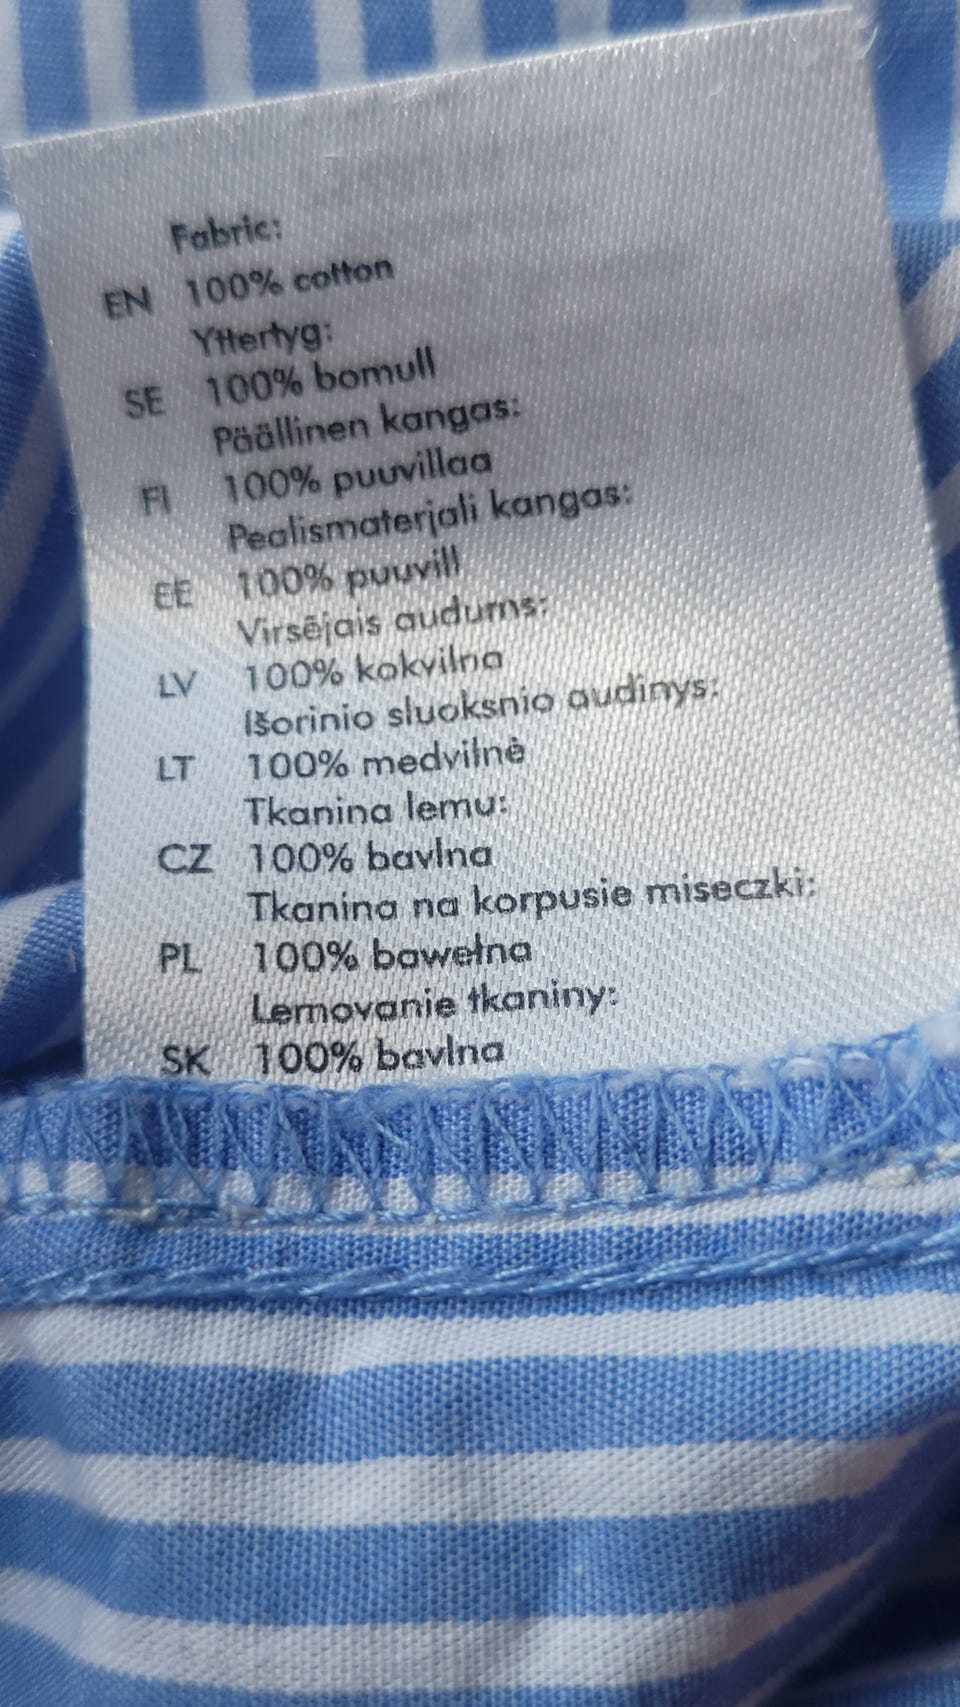 Fabric:
EN 100% cotton
Yttertyg:
SE 100% bomull
Päällinen kangas:
FI 100% puuvillaa
Pealismaterjali kangas:
EE 100% puuvill
Virsējais audums:
LV 100% kokvilna
Išorinio sluoksnio audinys:
LT 100% medvilnė
Tkanina lemu:
CZ 100% bavlna
Tkanina na korpusie miseczki:
PL 100% bawełna
Lemovanie tkaniny:
SK 100% bavlna